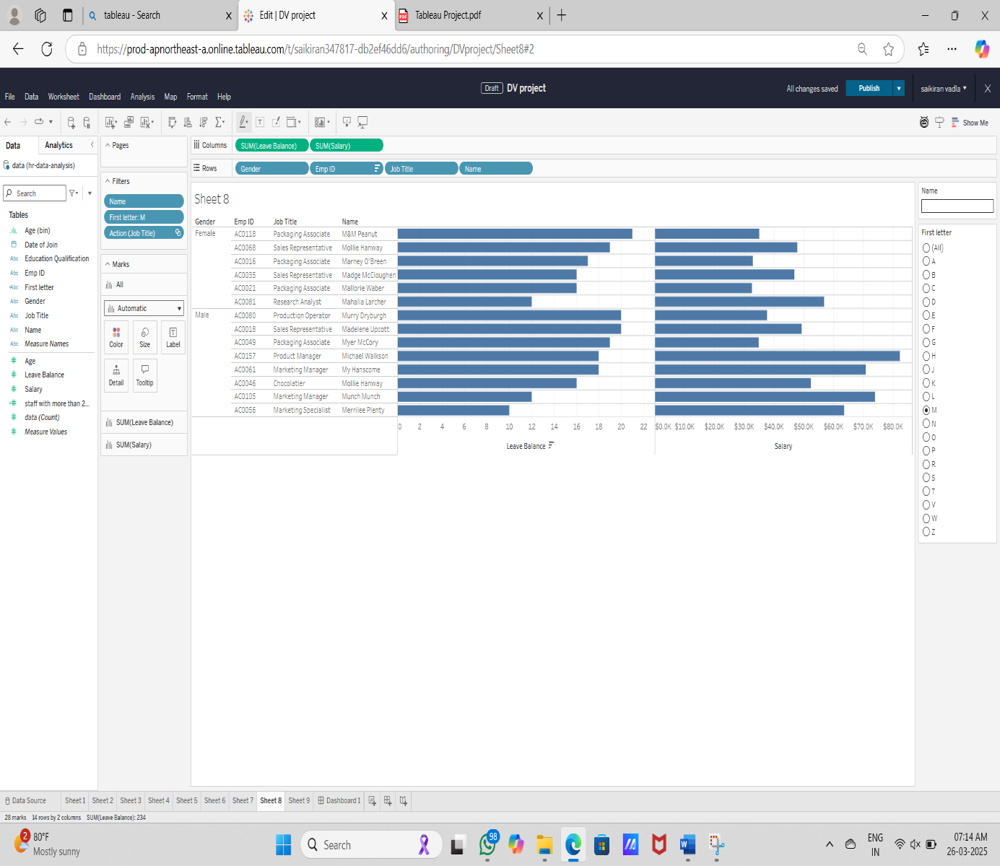 tableau - Search
Edit | DV project
Tableau Project.pdf
https://prod-apnortheast-a.online.tableau.com/t/saikiran347817-db2ef46dd6/authoring/DVproject/Sheet8#2
Draft DV project
All changes saved Publish saikiran vadla
File Data Worksheet Dashboard Analysis Map Format Help
Show Me
Data Analytics
data (hr-data-analysis)
Search
Tables
Age (bin)
Date of Join
Abc Education Qualification
Abc Emp ID
=Abc First letter
Abc Gender
Abc Job Title
Abc Name
Abc Measure Names
# Age
# Leave Balance
# Salary
=# staff with more than 2...
# data (Count)
# Measure Values
Pages
Filters
Name
First letter: M
Action (Job Title)
Marks
All
Automatic
Color Size Label
Detail Tooltip
SUM(Leave Balance)
SUM(Salary)
Columns SUM(Leave Balance) SUM(Salary)
Rows Gender Emp ID Job Title Name
Sheet 8
Gender Emp ID Job Title Name
Female AC0118 Packaging Associate M&M Peanut
AC0068 Sales Representative Mollie Hanway
AC0016 Packaging Associate Marney O'Breen
AC0035 Sales Representative Madge McCloughen
AC0021 Packaging Associate Mallorie Waber
AC0081 Research Analyst Mahalia Larcher
Male AC0080 Production Operator Murry Dryburgh
AC0018 Sales Representative Madelene Upcott
AC0049 Packaging Associate Myer McCory
AC0157 Product Manager Michael Walkson
AC0061 Marketing Manager My Hanscome
AC0046 Chocolatier Mollie Hanway
AC0105 Marketing Manager Munch Munch
AC0056 Marketing Specialist Merrilee Plenty
0 2 4 6 8 10 12 14 16 18 20 22 $0.0K $10.0K $20.0K $30.0K $40.0K $50.0K $60.0K $70.0K $80.0K
Leave Balance Salary
Name
First letter
(All)
A
B
C
D
E
F
G
H
J
K
L
M
N
O
P
R
S
T
V
W
Z
Data Source Sheet 1 Sheet 2 Sheet 3 Sheet 4 Sheet 5 Sheet 6 Sheet 7 Sheet 8 Sheet 9 Dashboard 1
28 marks 14 rows by 2 columns SUM(Leave Balance): 234
2
80°F
Mostly sunny
Search
98
ENG
IN
07:14 AM
26-03-2025